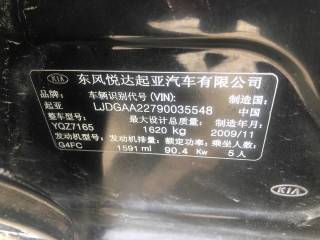 KIA 东风悦达起亚汽车有限公司
车辆识别代号(VIN): 制造国:
起亚 LJDGAA22790035548 中国
整车型号: 最大设计总质量: 制造年月:
YQZ7165 1620 kg 2009/11
发动机型号: 发动机排量: 额定功率: 乘坐人数:
G4FC 1591 ml 90.4 Kw 5人
KIA